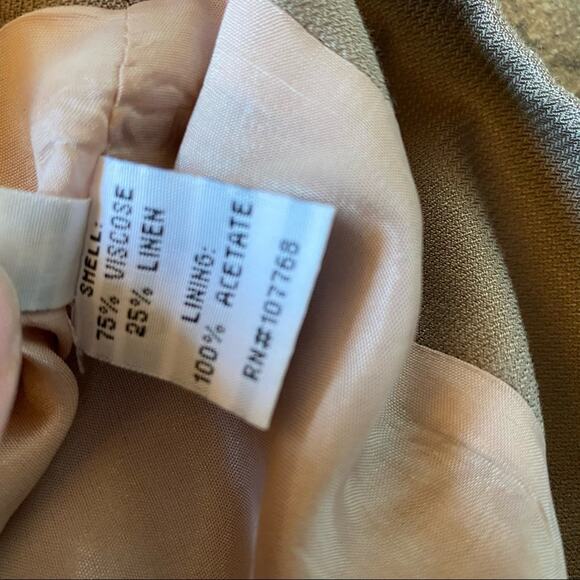 SHELL:
75% VISCOSE
25% LINEN
LINING:
100% ACETATE
RN#107768